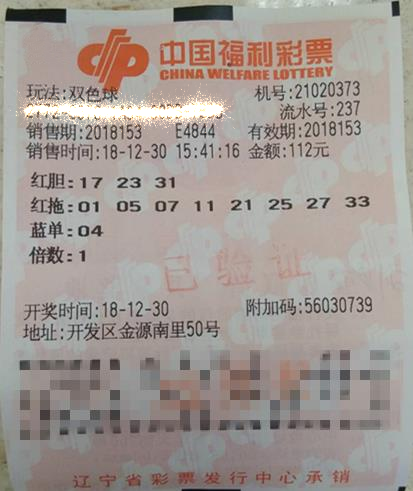 中国福利彩票
CHINA WELFARE LOTTERY
玩法:双色球 机号:21020373
流水号:237
销售期:2018153 E4844 有效期:2018153
销售时间:18-12-30 15:41:16 金额:112元
红胆:17 23 31
红拖:01 05 07 11 21 25 27 33
蓝单:04
倍数:1
已验证
开奖时间:18-12-30 附加码:56030739
地址:开发区金源南里50号
辽宁省彩票发行中心承销